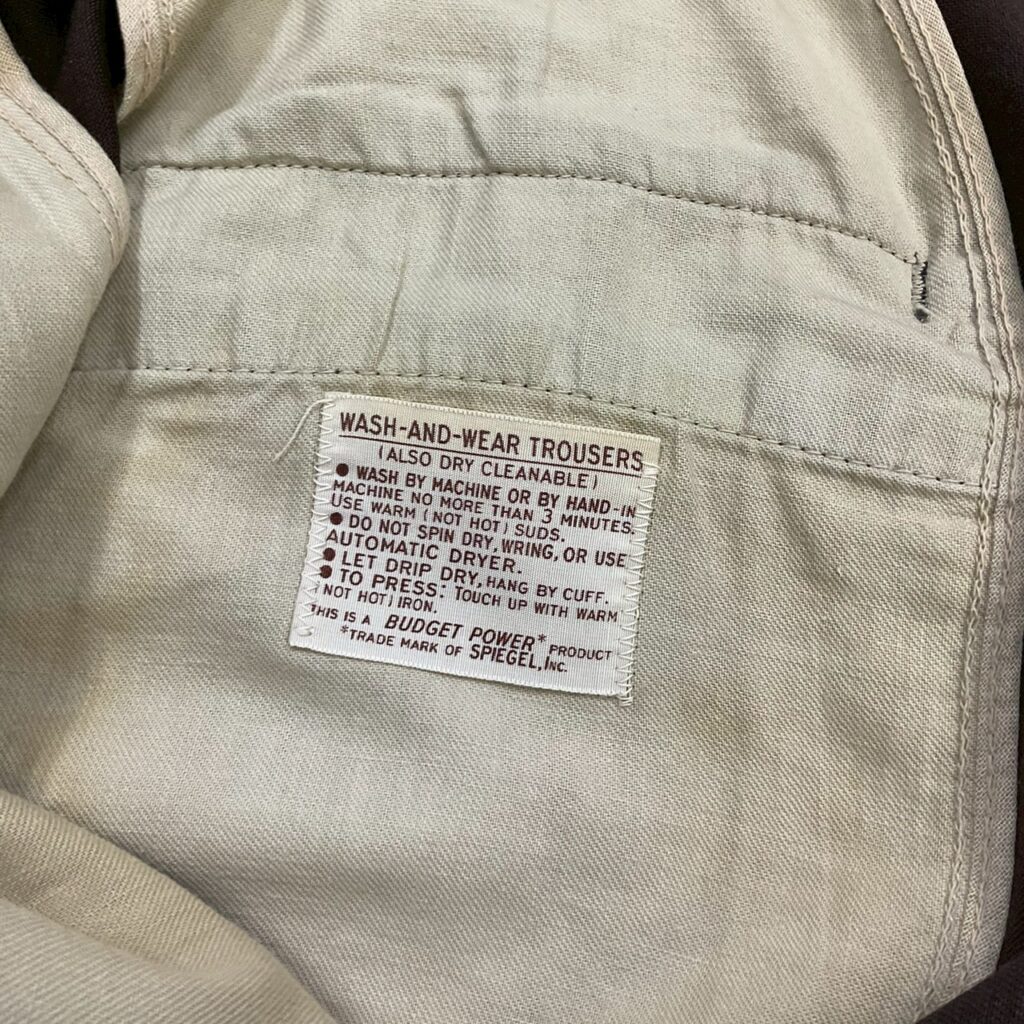 WASH-AND-WEAR TROUSERS
(ALSO DRY CLEANABLE)
● WASH BY MACHINE OR BY HAND-IN
MACHINE NO MORE THAN 3 MINUTES.
USE WARM (NOT HOT) SUDS.
● DO NOT SPIN DRY, WRING, OR USE
AUTOMATIC DRYER.
● LET DRIP DRY, HANG BY CUFF.
● TO PRESS: TOUCH UP WITH WARM
(NOT HOT) IRON.
THIS IS A BUDGET POWER* PRODUCT
*TRADE MARK OF SPIEGEL, INC.